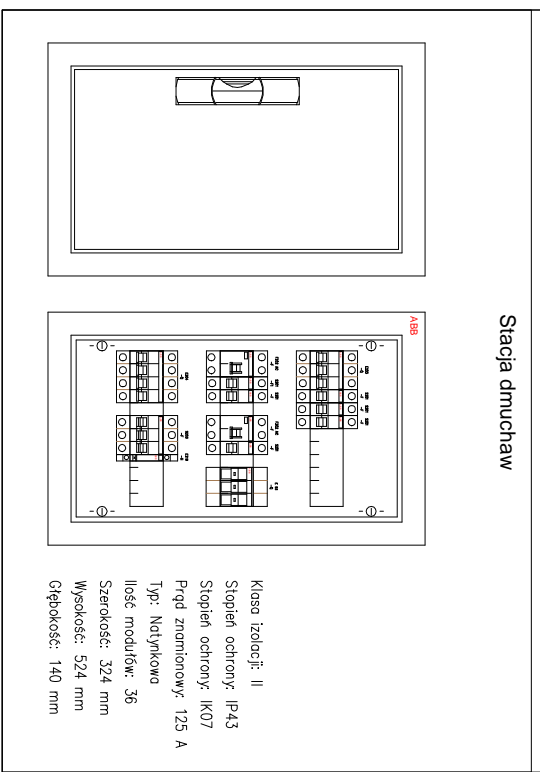 Stacja dmuchaw
ABB
Klasa izolacji: II
Stopień ochrony: IP43
Stopień ochrony: IK07
Prąd znamionowy: 125 A
Typ: Natynkowa
Ilość modułów: 36
Szerokość: 324 mm
Wysokość: 524 mm
Głębokość: 140 mm